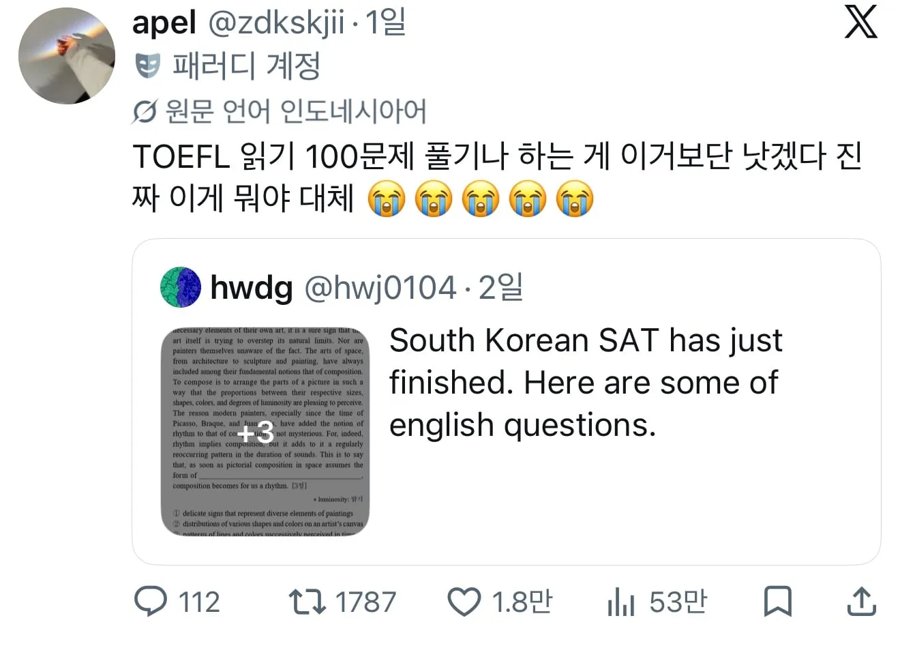 apel @zdkskjii · 1일
패러디 계정
원문 언어 인도네시아어
TOEFL 읽기 100문제 풀기나 하는 게 이거보단 낫겠다 진
짜 이게 뭐야 대체 😭😭😭😭😭
hwdg @hwj0104 · 2일
South Korean SAT has just
finished. Here are some of
english questions.
necessary elements of their own art, it is a sure sign that
art itself is trying to overstep its natural limits. Nor are
painters themselves unaware of the fact. The arts of space,
from architecture to sculpture and painting, have always
included among their fundamental notions that of composition.
To compose is to arrange the parts of a picture in such a
way that the proportions between their respective sizes,
shapes, colors, and degrees of luminosity are pleasing to perceive.
The reason modern painters, especially since the time of
Picasso, Braque, and have added the notion of
rhythm to that of not mysterious. For, indeed,
rhythm implies but it adds to it a regularly
reoccurring pattern in the duration of sounds. This is to say
that, as soon as pictorial composition in space assumes the
form of
composition becomes for us a rhythm. [3점]
* luminosity: 밝기
① delicate signs that represent diverse elements of paintings
② distributions of various shapes and colors on an artist's canvas
patterns of lines and colors successively perceived in time
+3
112 1787 1.8만 53만